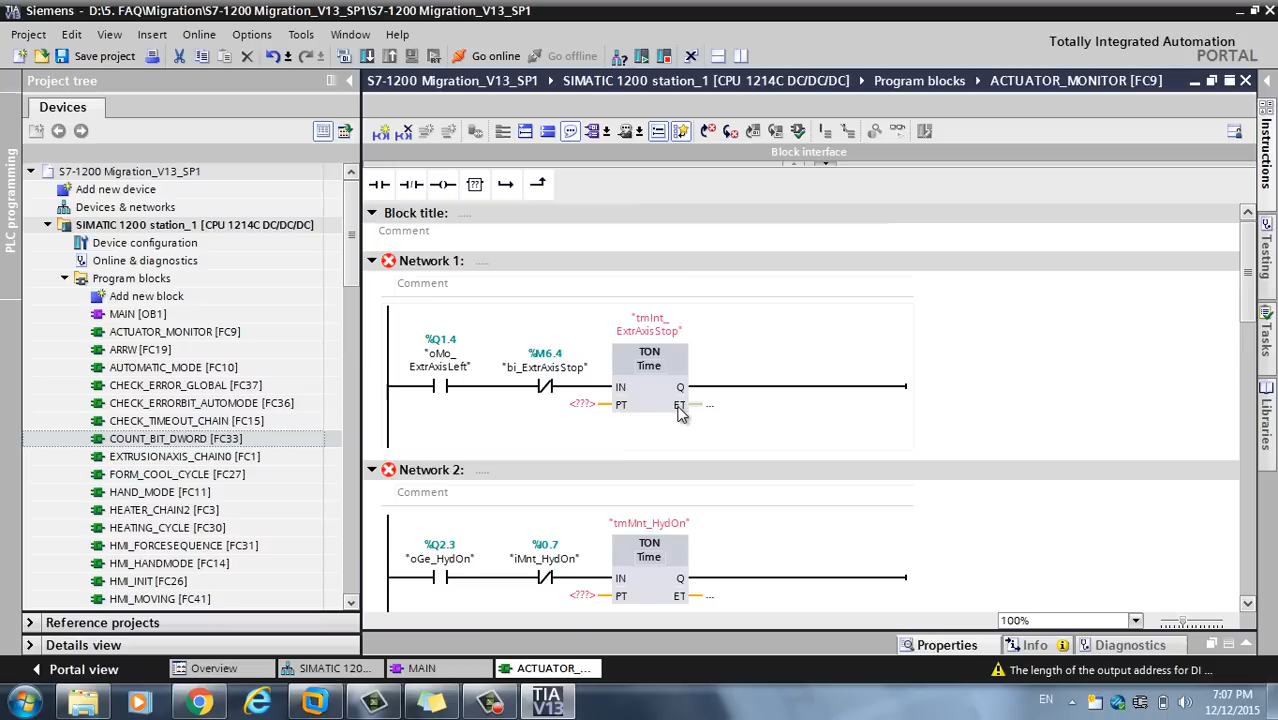 Siemens - D:\5. FAQ\Migration\S7-1200 Migration_V13_SP1\S7-1200 Migration_V13_SP1
Project Edit View Insert Online Options Tools Window Help
Totally Integrated Automation
PORTAL
Save project Go online Go offline
Project tree
S7-1200 Migration_V13_SP1 SIMATIC 1200 station_1 [CPU 1214C DC/DC/DC] Program blocks ACTUATOR_MONITOR [FC9]
Devices
PLC programming
Block interface
S7-1200 Migration_V13_SP1
Add new device
Devices & networks
SIMATIC 1200 station_1 [CPU 1214C DC/DC/DC]
Device configuration
Online & diagnostics
Program blocks
Add new block
MAIN [OB1]
ACTUATOR_MONITOR [FC9]
ARRW [FC19]
AUTOMATIC_MODE [FC10]
CHECK_ERROR_GLOBAL [FC37]
CHECK_ERRORBIT_AUTOMODE [FC36]
CHECK_TIMEOUT_CHAIN [FC15]
COUNT_BIT_DWORD [FC33]
EXTRUSIONAXIS_CHAIN0 [FC1]
FORM_COOL_CYCLE [FC27]
HAND_MODE [FC11]
HEATER_CHAIN2 [FC3]
HEATING_CYCLE [FC30]
HMI_FORCESEQUENCE [FC31]
HMI_HANDMODE [FC14]
HMI_INIT [FC26]
HMI_MOVING [FC41]
Reference projects
Details view
??
Block title: .....
Comment
Network 1: .....
Comment
"tmInt_
ExtrAxisStop"
%Q1.4
"oMo_
ExtrAxisLeft"
%M6.4
"bi_ExtrAxisStop"
TON
Time
IN Q
<???> PT ET ...
Network 2: .....
Comment
"tmMnt_HydOn"
%Q2.3
"oGe_HydOn"
%I0.7
"iMnt_HydOn"
TON
Time
IN Q
<???> PT ET ...
100%
Instructions
Testing
Tasks
Libraries
Properties Info Diagnostics
Portal view Overview SIMATIC 120... MAIN ACTUATOR_...
The length of the output address for DI ...
TIA
V13
EN
7:07 PM
12/12/2015